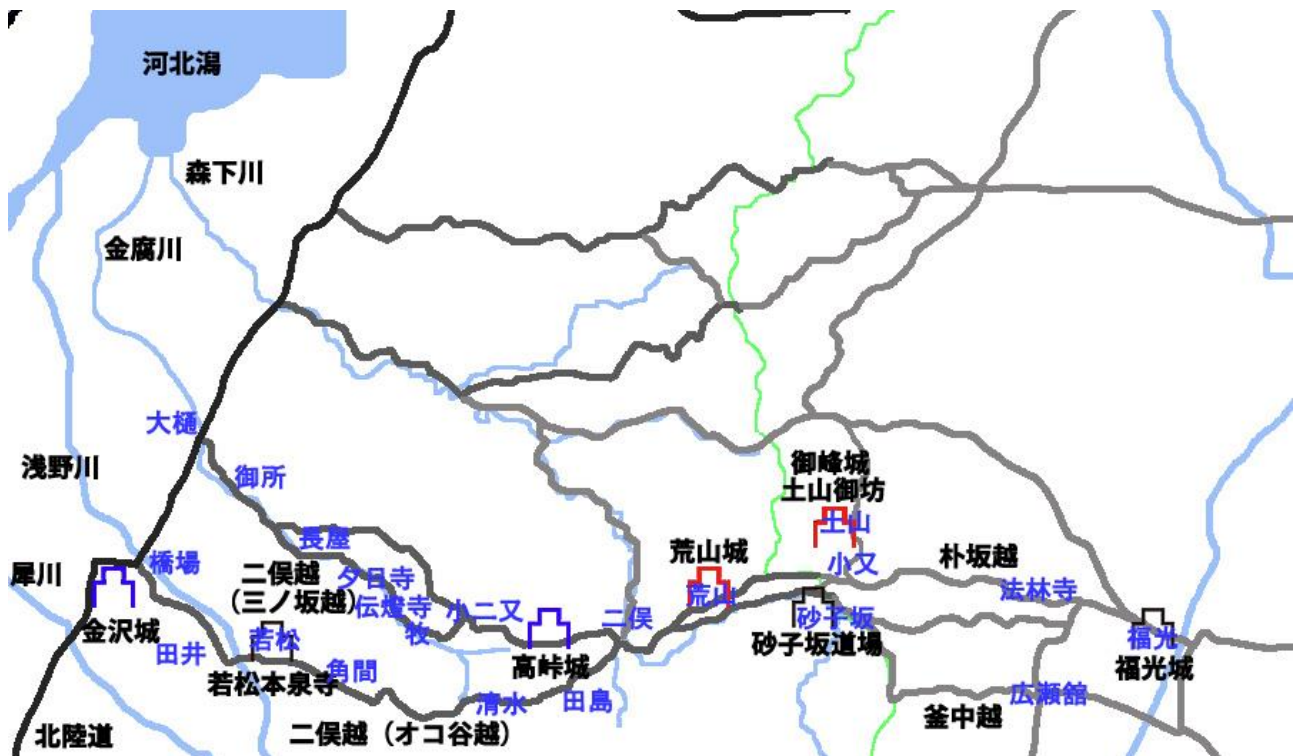 河北潟
森下川
金腐川
大樋
浅野川
御所
御峰城
土山御坊
土山
長屋
橋場
荒山城
小又
朴坂越
犀川
二俣越
（三ノ坂越）
夕日寺
伝燈寺
小二又
荒山
法林寺
牧
二俣
砂子坂
金沢城
若松
高峠城
砂子坂道場
福光
田井
若松本泉寺
角間
福光城
清水
田島
広瀬舘
釜中越
北陸道
二俣越（オコ谷越）